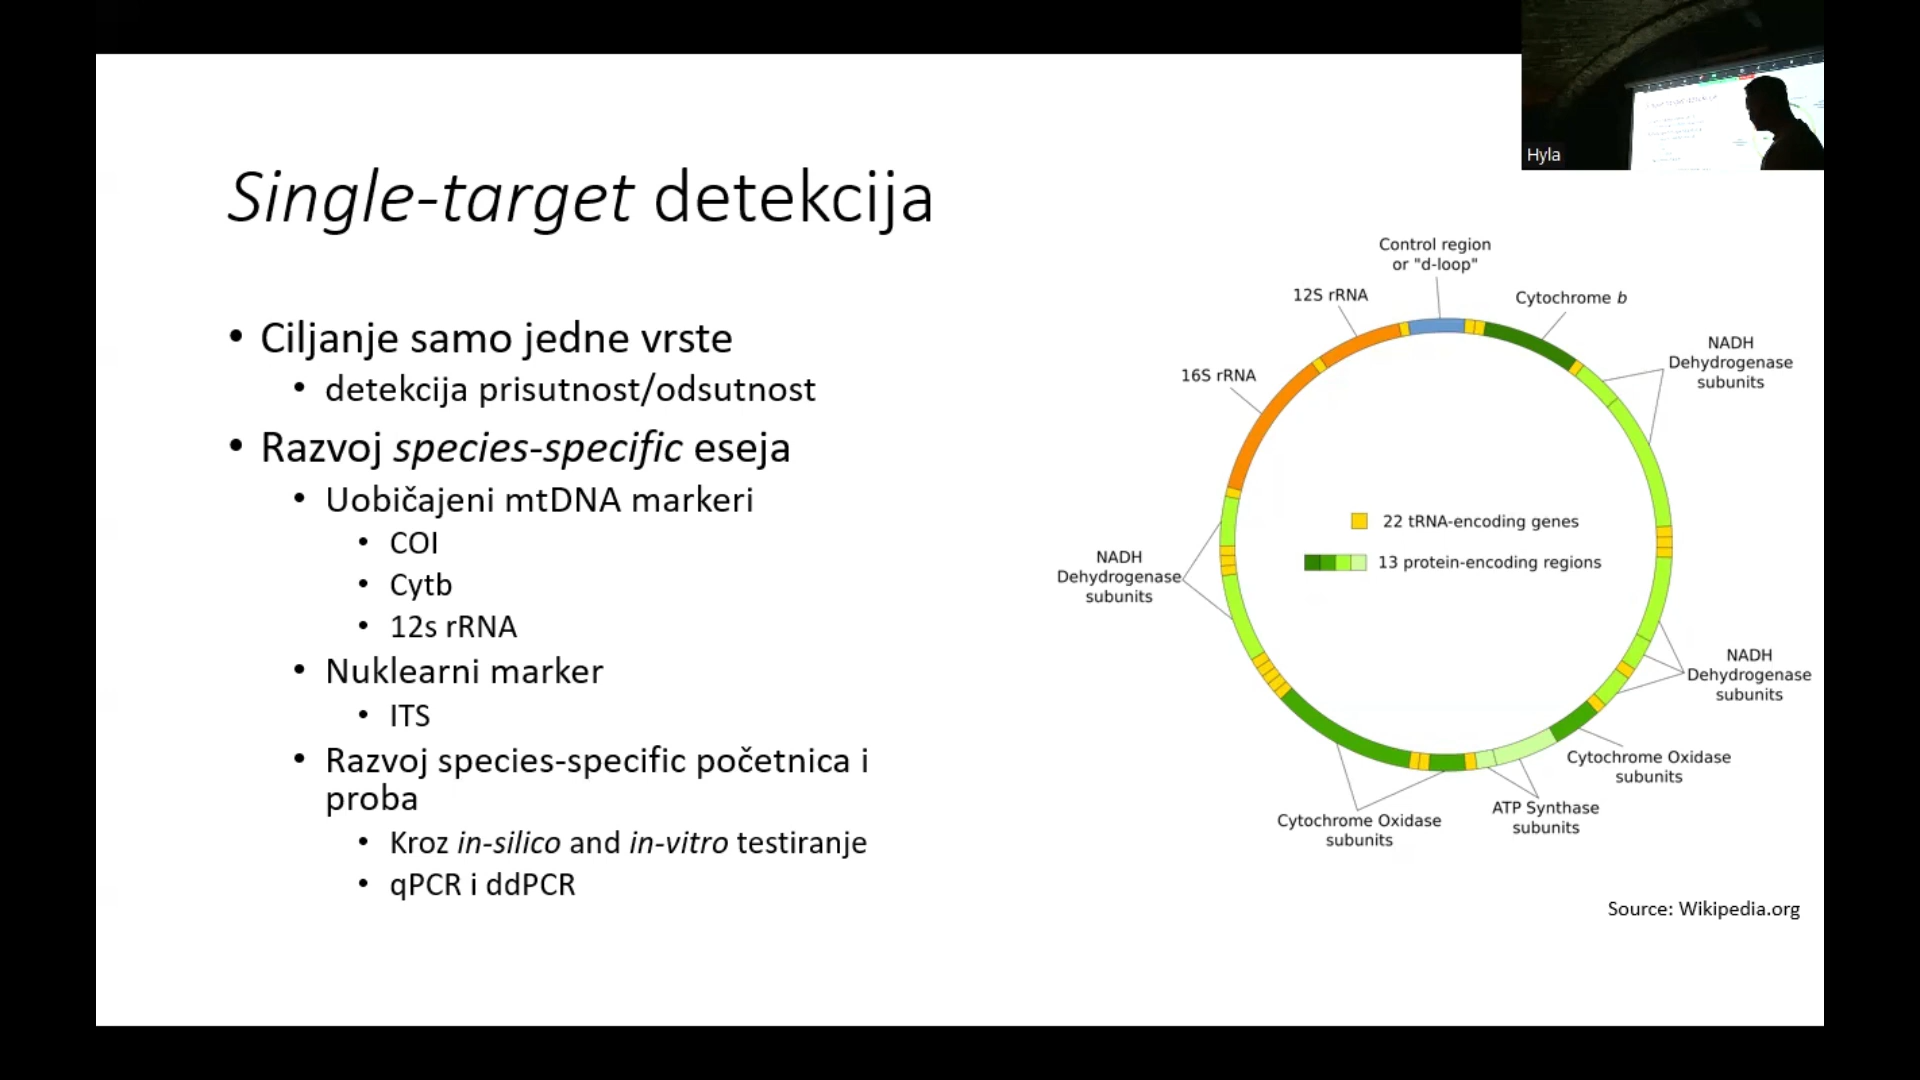 Hyla
Single-target detekcija
• Ciljanje samo jedne vrste
• detekcija prisutnost/odsutnost
• Razvoj species-specific eseja
• Uobičajeni mtDNA markeri
• COI
• Cytb
• 12s rRNA
• Nuklearni marker
• ITS
• Razvoj species-specific početnica i
proba
• Kroz in-silico and in-vitro testiranje
• qPCR i ddPCR
Control region
or "d-loop"
12S rRNA
Cytochrome b
16S rRNA
NADH
Dehydrogenase
subunits
22 tRNA-encoding genes
13 protein-encoding regions
NADH
Dehydrogenase
subunits
NADH
Dehydrogenase
subunits
Cytochrome Oxidase
subunits
ATP Synthase
subunits
Cytochrome Oxidase
subunits
Source: Wikipedia.org